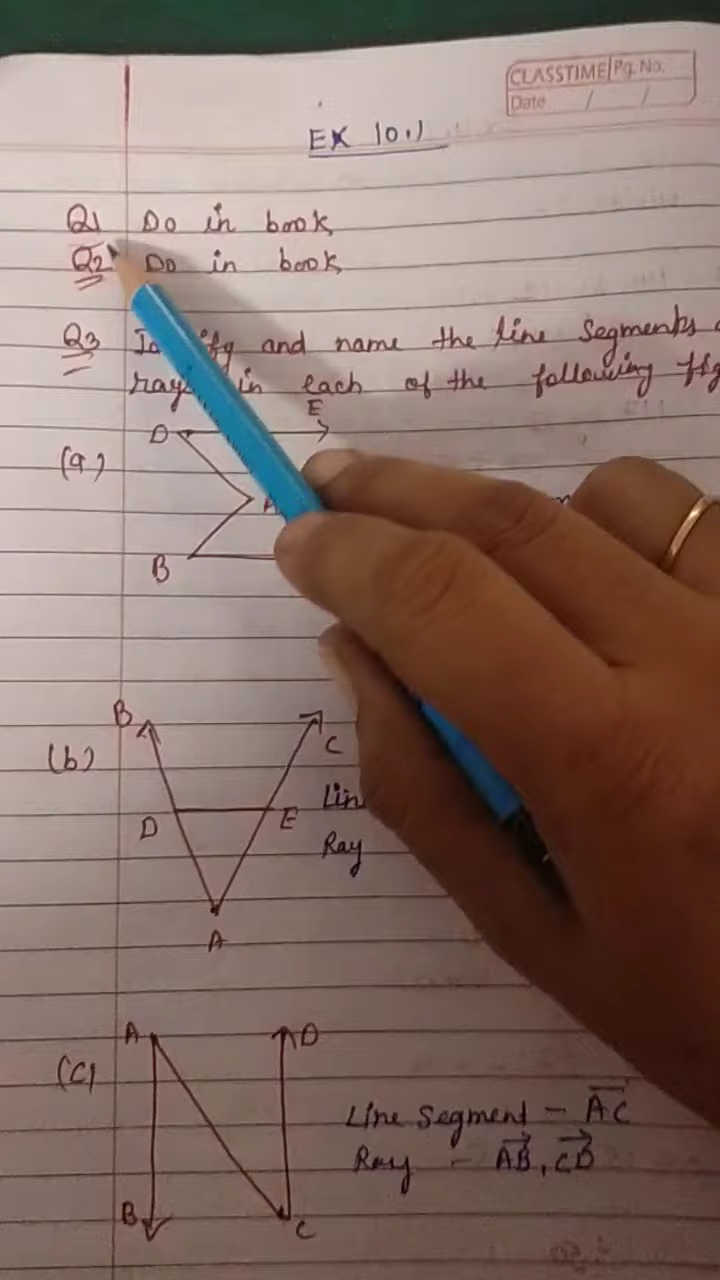 CLASSTIME Pg. No.
Date / /
EX 10.1
Q1 Do in book
Q2 Do in book
Q3 and name the line segments
in each of the following
E
D
(a)
A
B
B
C
(b)
D E
Ray
A
A D
(c)
Line Segment - AC
Ray - AB, CD
B C